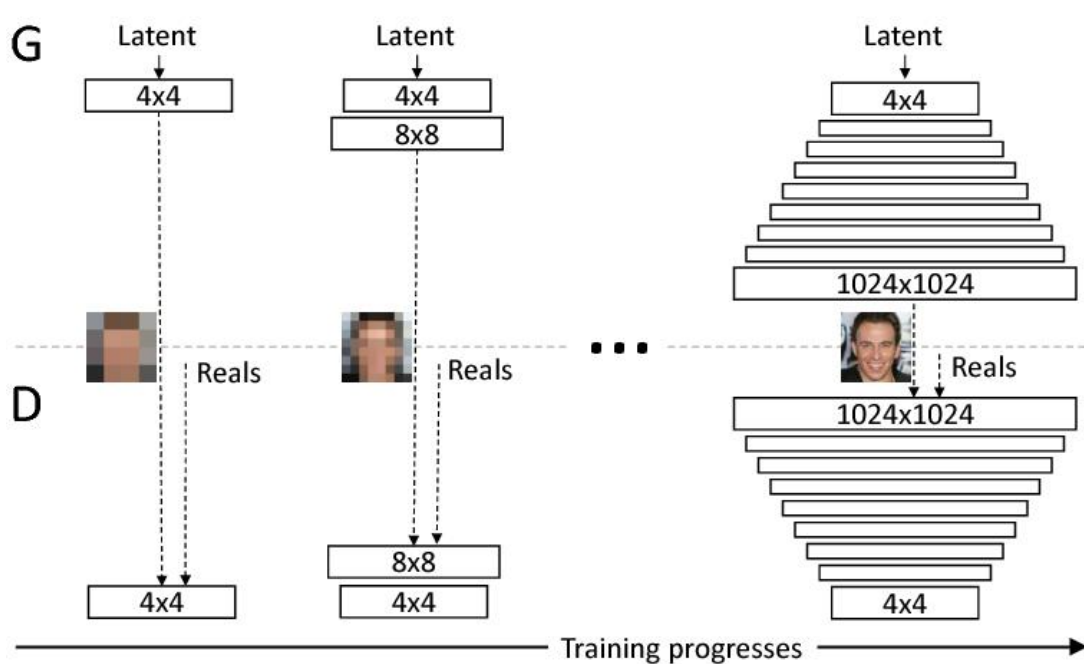 G
Latent
Latent
Latent
4x4
4x4
4x4
8x8
1024x1024
Reals
Reals
Reals
D
1024x1024
8x8
4x4
4x4
4x4
Training progresses